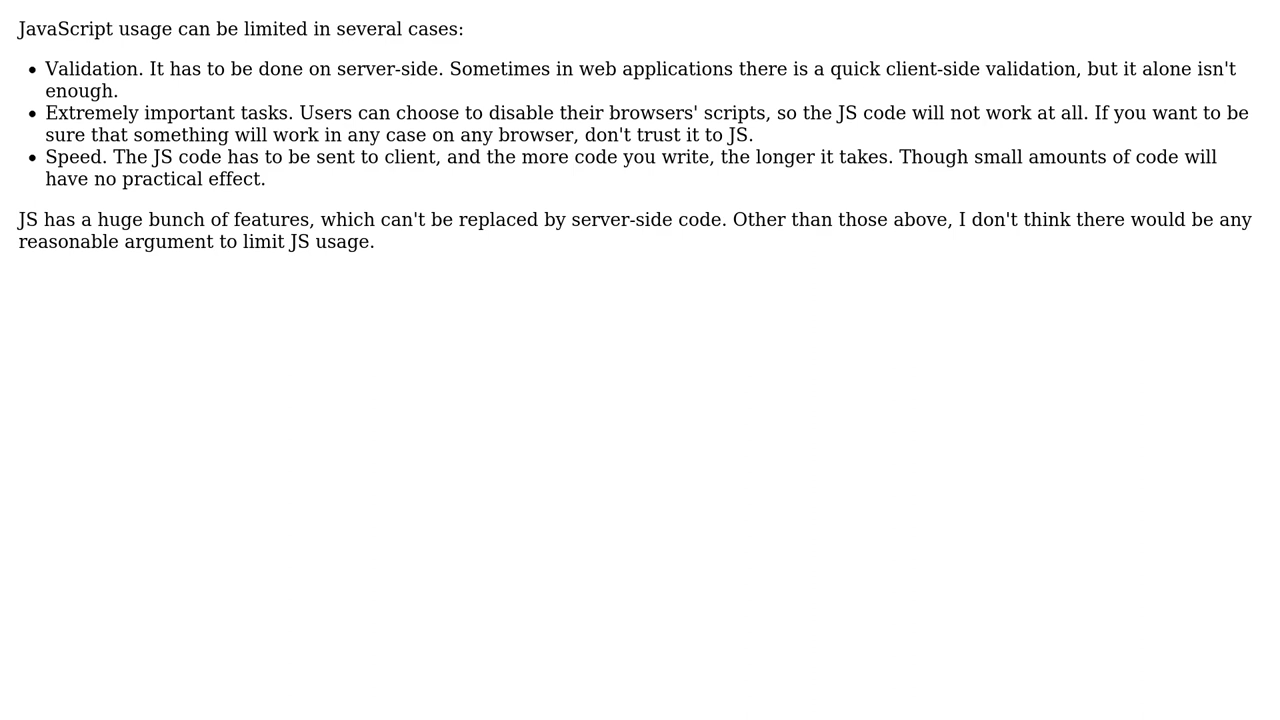 JavaScript usage can be limited in several cases:
• Validation. It has to be done on server-side. Sometimes in web applications there is a quick client-side validation, but it alone isn't
enough.
• Extremely important tasks. Users can choose to disable their browsers' scripts, so the JS code will not work at all. If you want to be
sure that something will work in any case on any browser, don't trust it to JS.
• Speed. The JS code has to be sent to client, and the more code you write, the longer it takes. Though small amounts of code will
have no practical effect.
JS has a huge bunch of features, which can't be replaced by server-side code. Other than those above, I don't think there would be any
reasonable argument to limit JS usage.